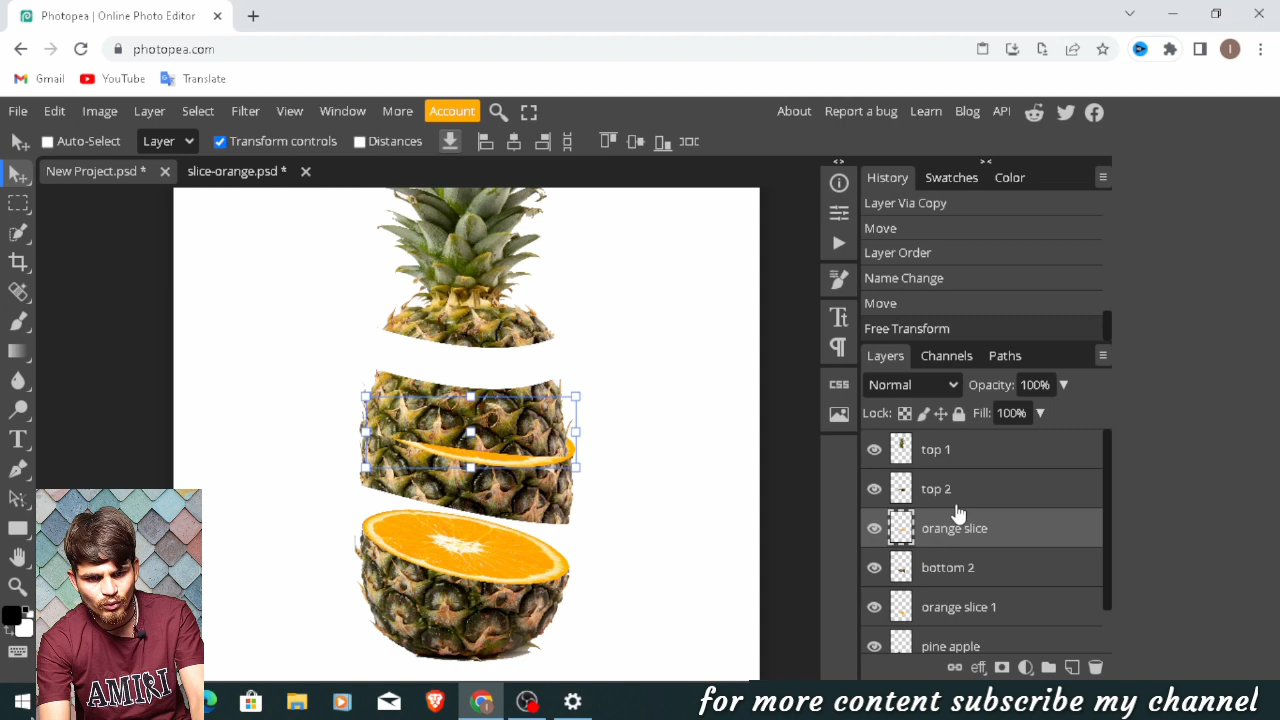 Photopea | Online Photo Editor
photopea.com
Gmail YouTube Translate
File Edit Image Layer Select Filter View Window More Account About Report a bug Learn Blog API
Auto-Select Layer Transform controls Distances
New Project.psd * slice-orange.psd *
History Swatches Color
Layer Via Copy
Move
Layer Order
Name Change
Move
Free Transform
Layers Channels Paths
Normal Opacity: 100%
Lock: Fill: 100%
top 1
top 2
orange slice
bottom 2
orange slice 1
pine apple
CSS
eff
AMIRI
for more content subscribe my channel